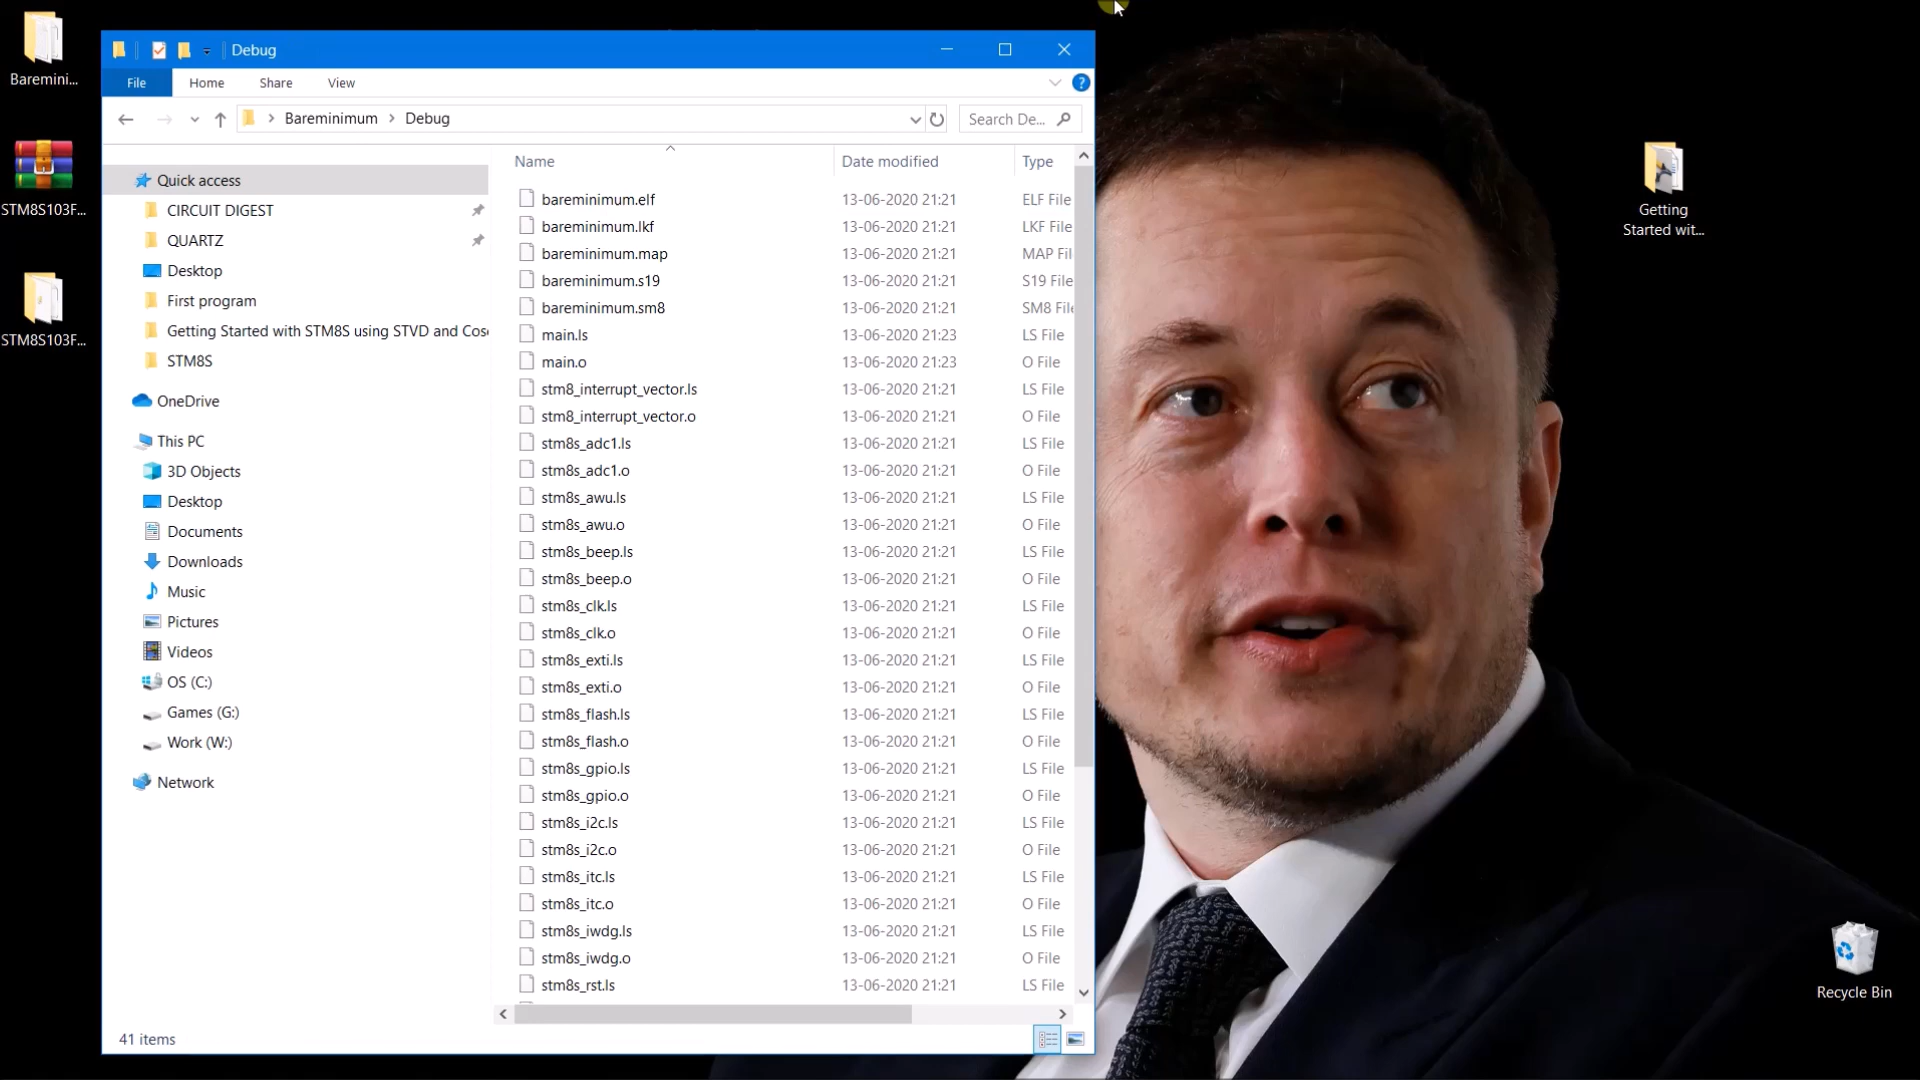 Baremini...
STM8S103F...
STM8S103F...
Debug
File Home Share View
Bareminimum > Debug
Search De...
Quick access
CIRCUIT DIGEST
QUARTZ
Desktop
First program
Getting Started with STM8S using STVD and Cos
STM8S
OneDrive
This PC
3D Objects
Desktop
Documents
Downloads
Music
Pictures
Videos
OS (C:)
Games (G:)
Work (W:)
Network
Name Date modified Type
bareminimum.elf 13-06-2020 21:21 ELF File
bareminimum.lkf 13-06-2020 21:21 LKF File
bareminimum.map 13-06-2020 21:21 MAP Fil
bareminimum.s19 13-06-2020 21:21 S19 File
bareminimum.sm8 13-06-2020 21:21 SM8 File
main.ls 13-06-2020 21:23 LS File
main.o 13-06-2020 21:23 O File
stm8_interrupt_vector.ls 13-06-2020 21:21 LS File
stm8_interrupt_vector.o 13-06-2020 21:21 O File
stm8s_adc1.ls 13-06-2020 21:21 LS File
stm8s_adc1.o 13-06-2020 21:21 O File
stm8s_awu.ls 13-06-2020 21:21 LS File
stm8s_awu.o 13-06-2020 21:21 O File
stm8s_beep.ls 13-06-2020 21:21 LS File
stm8s_beep.o 13-06-2020 21:21 O File
stm8s_clk.ls 13-06-2020 21:21 LS File
stm8s_clk.o 13-06-2020 21:21 O File
stm8s_exti.ls 13-06-2020 21:21 LS File
stm8s_exti.o 13-06-2020 21:21 O File
stm8s_flash.ls 13-06-2020 21:21 LS File
stm8s_flash.o 13-06-2020 21:21 O File
stm8s_gpio.ls 13-06-2020 21:21 LS File
stm8s_gpio.o 13-06-2020 21:21 O File
stm8s_i2c.ls 13-06-2020 21:21 LS File
stm8s_i2c.o 13-06-2020 21:21 O File
stm8s_itc.ls 13-06-2020 21:21 LS File
stm8s_itc.o 13-06-2020 21:21 O File
stm8s_iwdg.ls 13-06-2020 21:21 LS File
stm8s_iwdg.o 13-06-2020 21:21 O File
stm8s_rst.ls 13-06-2020 21:21 LS File
41 items
Getting
Started wit...
Recycle Bin